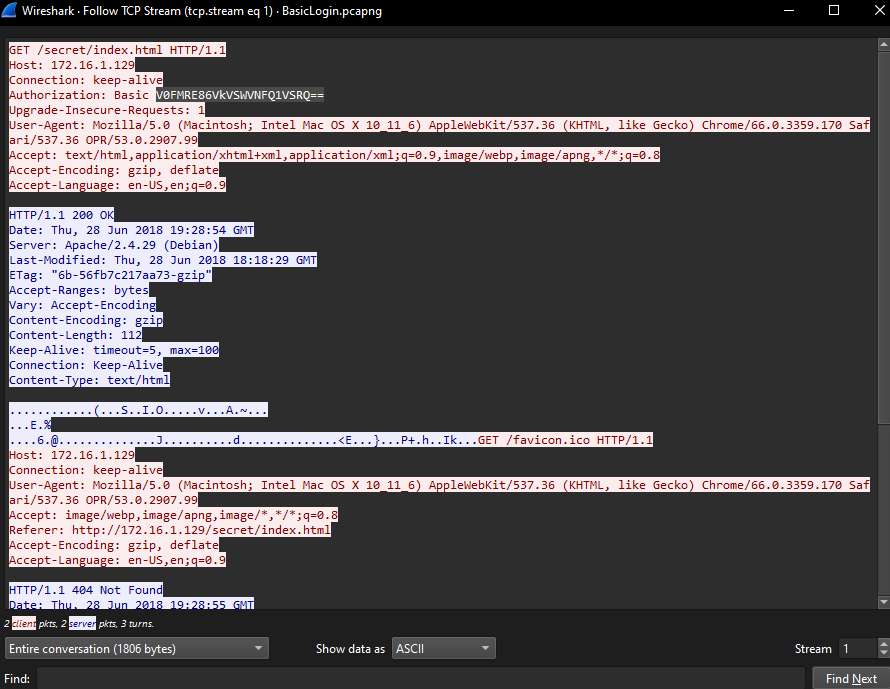 Wireshark · Follow TCP Stream (tcp.stream eq 1) · BasicLogin.pcapng
GET /secret/index.html HTTP/1.1
Host: 172.16.1.129
Connection: keep-alive
Authorization: Basic V0FMRE86VkVSWVNFQ1VSRQ==
Upgrade-Insecure-Requests: 1
User-Agent: Mozilla/5.0 (Macintosh; Intel Mac OS X 10_11_6) AppleWebKit/537.36 (KHTML, like Gecko) Chrome/66.0.3359.170 Saf
ari/537.36 OPR/53.0.2907.99
Accept: text/html,application/xhtml+xml,application/xml;q=0.9,image/webp,image/apng,*/*;q=0.8
Accept-Encoding: gzip, deflate
Accept-Language: en-US,en;q=0.9
HTTP/1.1 200 OK
Date: Thu, 28 Jun 2018 19:28:54 GMT
Server: Apache/2.4.29 (Debian)
Last-Modified: Thu, 28 Jun 2018 18:18:29 GMT
ETag: "6b-56fb7c217aa73-gzip"
Accept-Ranges: bytes
Vary: Accept-Encoding
Content-Encoding: gzip
Content-Length: 112
Keep-Alive: timeout=5, max=100
Connection: Keep-Alive
Content-Type: text/html
............(...S..I.O.....v...A.~...
...E.%
....6.@..............J..........d..............<E...}...P+.h..Ik...GET /favicon.ico HTTP/1.1
Host: 172.16.1.129
Connection: keep-alive
User-Agent: Mozilla/5.0 (Macintosh; Intel Mac OS X 10_11_6) AppleWebKit/537.36 (KHTML, like Gecko) Chrome/66.0.3359.170 Saf
ari/537.36 OPR/53.0.2907.99
Accept: image/webp,image/apng,image/*,*/*;q=0.8
Referer: http://172.16.1.129/secret/index.html
Accept-Encoding: gzip, deflate
Accept-Language: en-US,en;q=0.9
HTTP/1.1 404 Not Found
Date: Thu, 28 Jun 2018 19:28:55 GMT
2 client pkts, 2 server pkts, 3 turns.
Entire conversation (1806 bytes) Show data as ASCII Stream 1
Find: Find Next